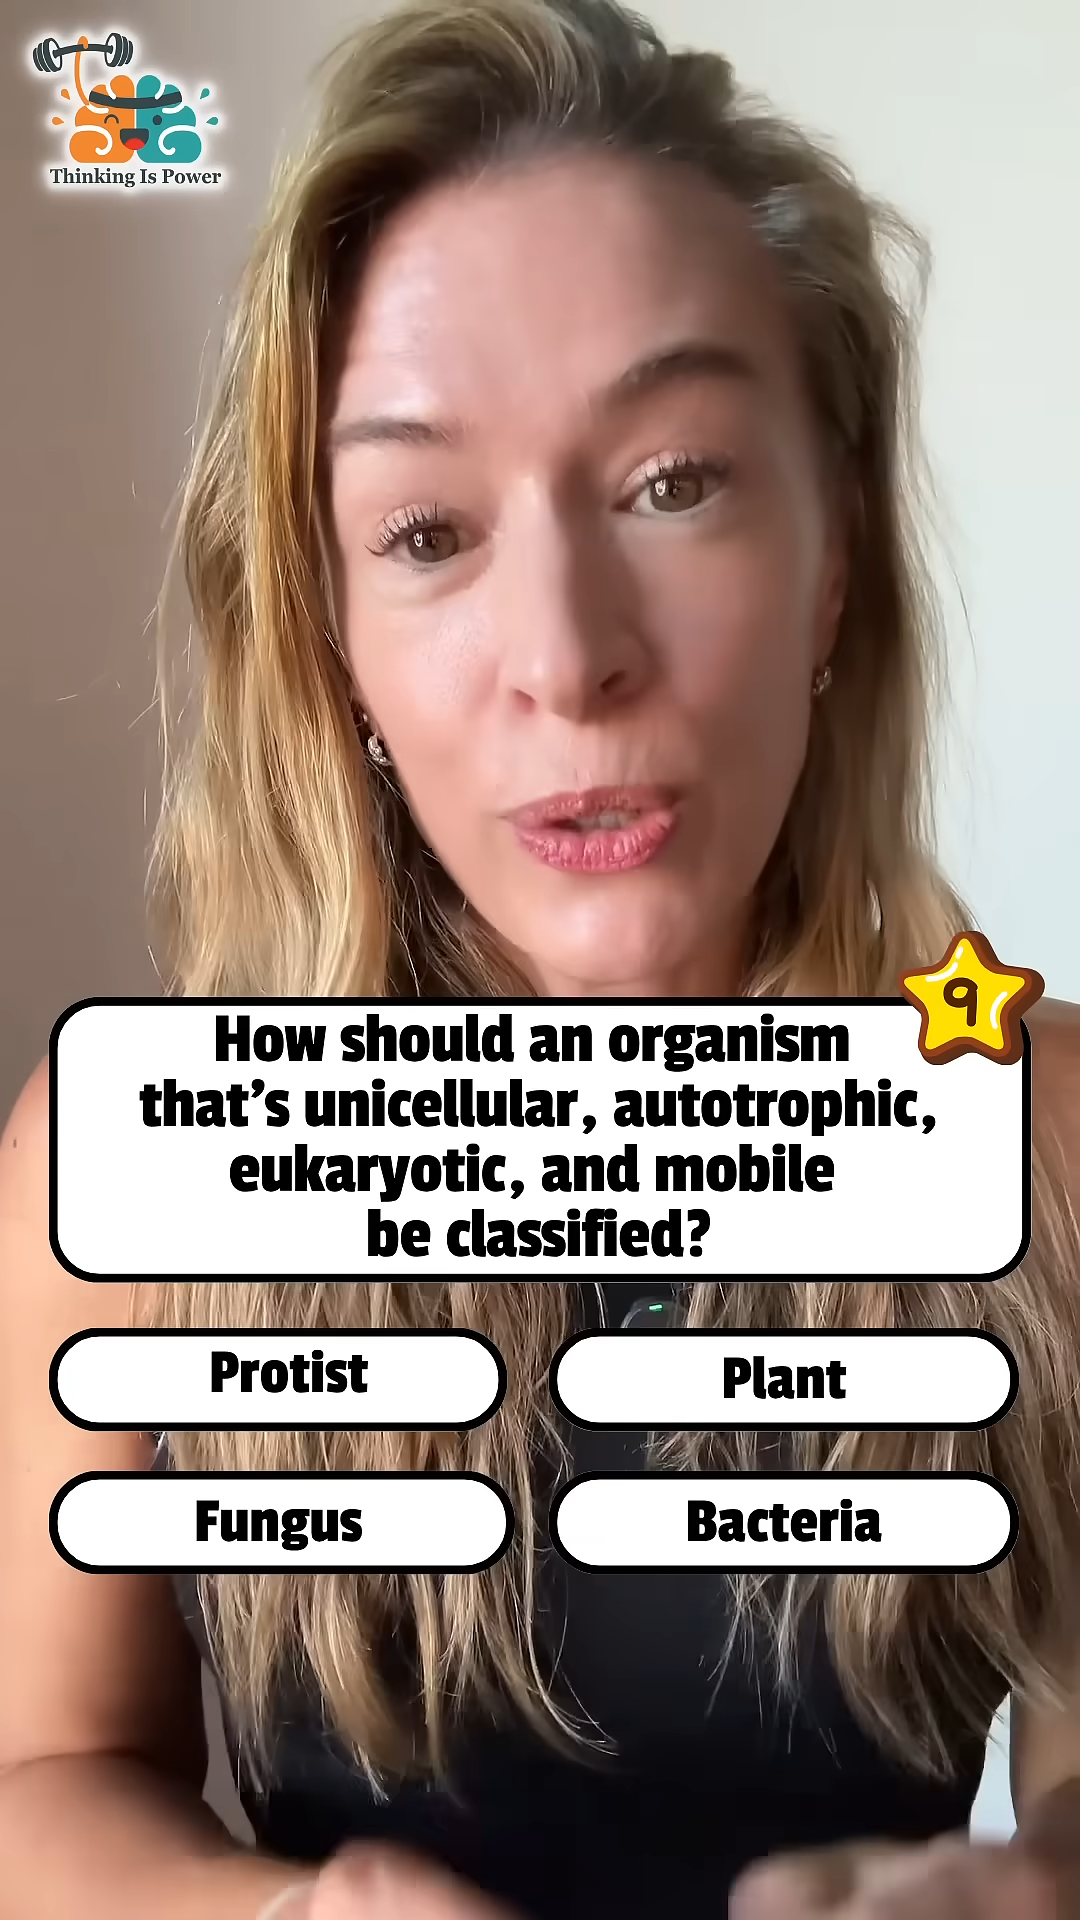 Thinking Is Power
9
How should an organism
that's unicellular, autotrophic,
eukaryotic, and mobile
be classified?
Protist
Plant
Fungus
Bacteria